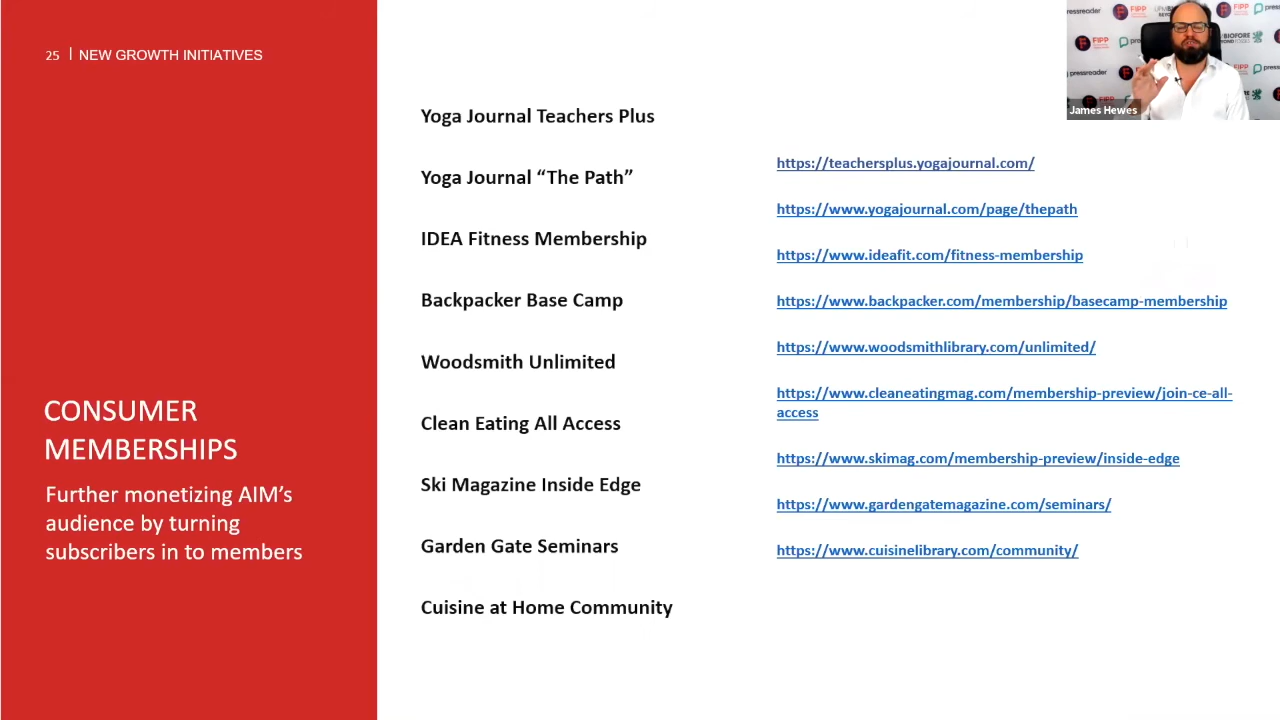 25 | NEW GROWTH INITIATIVES
CONSUMER
MEMBERSHIPS
Further monetizing AIM’s
audience by turning
subscribers in to members
Yoga Journal Teachers Plus
Yoga Journal “The Path”
IDEA Fitness Membership
Backpacker Base Camp
Woodsmith Unlimited
Clean Eating All Access
Ski Magazine Inside Edge
Garden Gate Seminars
Cuisine at Home Community
https://teachersplus.yogajournal.com/
https://www.yogajournal.com/page/thepath
https://www.ideafit.com/fitness-membership
https://www.backpacker.com/membership/basecamp-membership
https://www.woodsmithlibrary.com/unlimited/
https://www.cleaneatingmag.com/membership-preview/join-ce-all-
access
https://www.skimag.com/membership-preview/inside-edge
https://www.gardengatemagazine.com/seminars/
https://www.cuisinelibrary.com/community/
pressreader
FIPP
FIPP
pressreader
FIPP
James Hewes